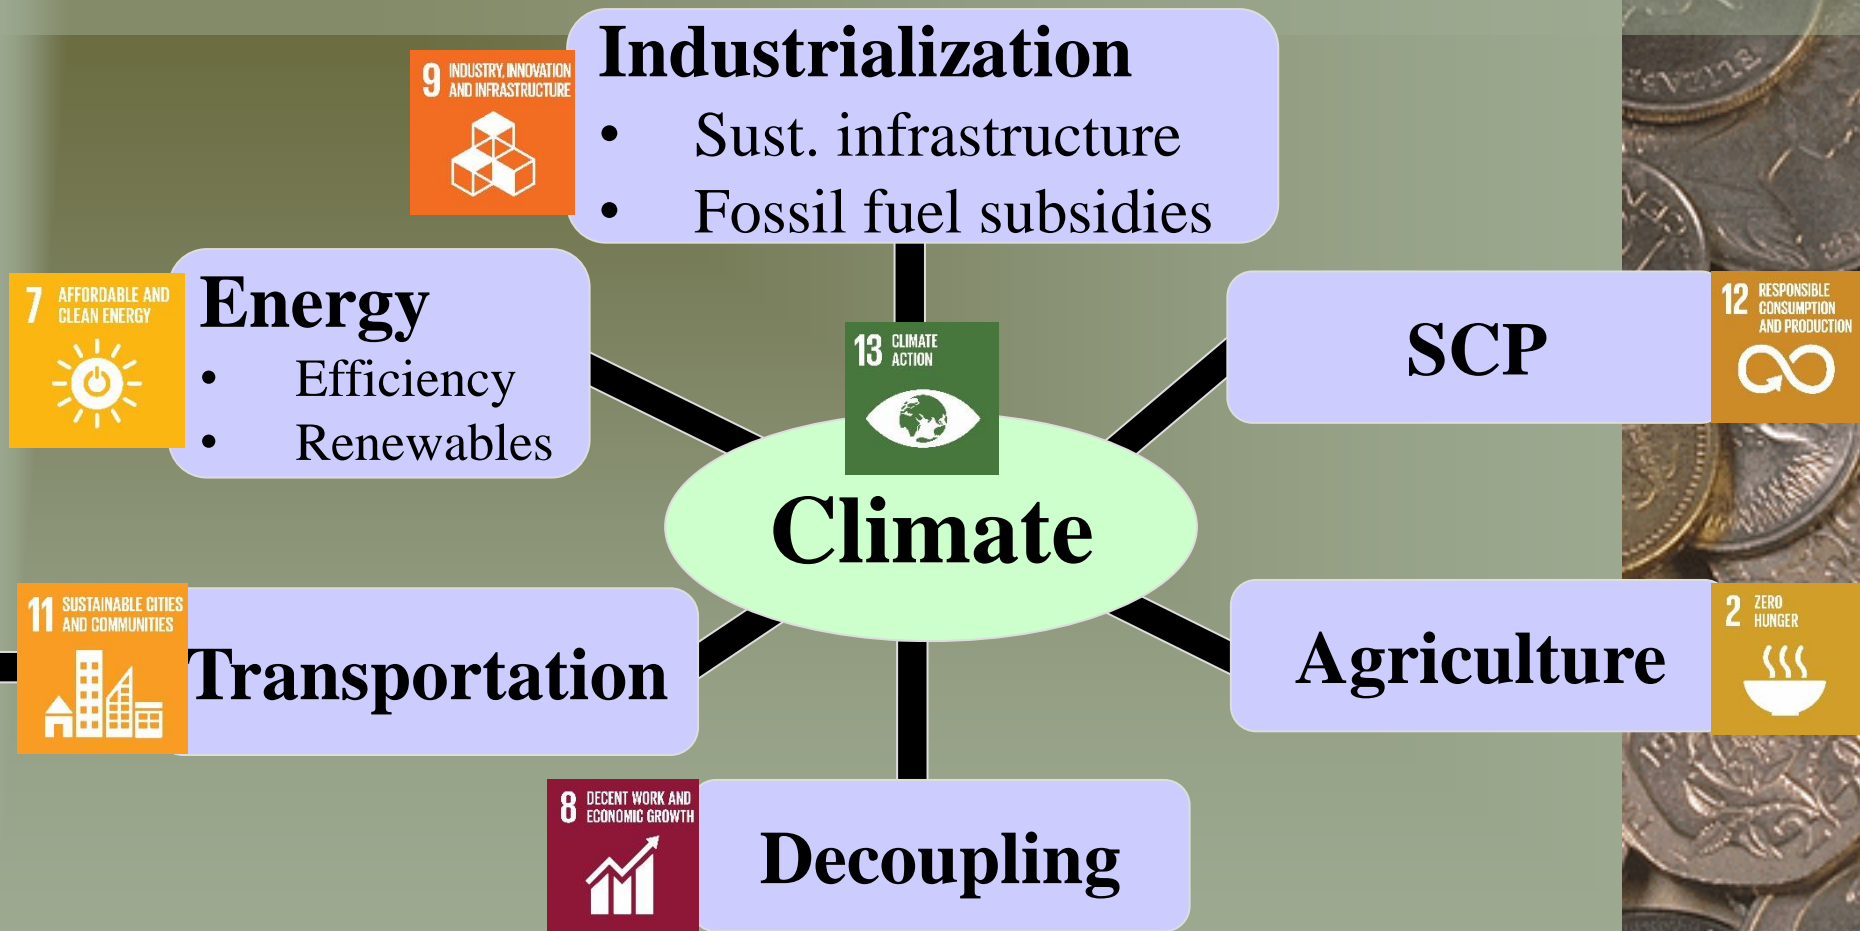 Industrialization
• Sust. infrastructure
• Fossil fuel subsidies
9 INDUSTRY, INNOVATION
AND INFRASTRUCTURE
Energy
• Efficiency
• Renewables
7 AFFORDABLE AND
CLEAN ENERGY
13 CLIMATE
ACTION
Climate
SCP
12 RESPONSIBLE
CONSUMPTION
AND PRODUCTION
11 SUSTAINABLE CITIES
AND COMMUNITIES
Transportation
Agriculture
2 ZERO
HUNGER
8 DECENT WORK AND
ECONOMIC GROWTH
Decoupling